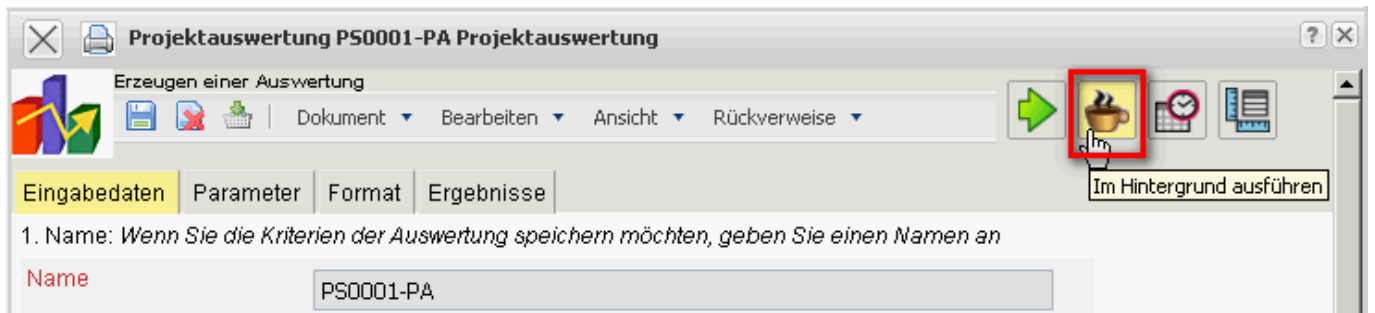 Projektauswertung PS0001-PA Projektauswertung
Erzeugen einer Auswertung
Dokument Bearbeiten Ansicht Rückverweise
Im Hintergrund ausführen
Eingabedaten Parameter Format Ergebnisse
1. Name: Wenn Sie die Kriterien der Auswertung speichern möchten, geben Sie einen Namen an
Name
PS0001-PA